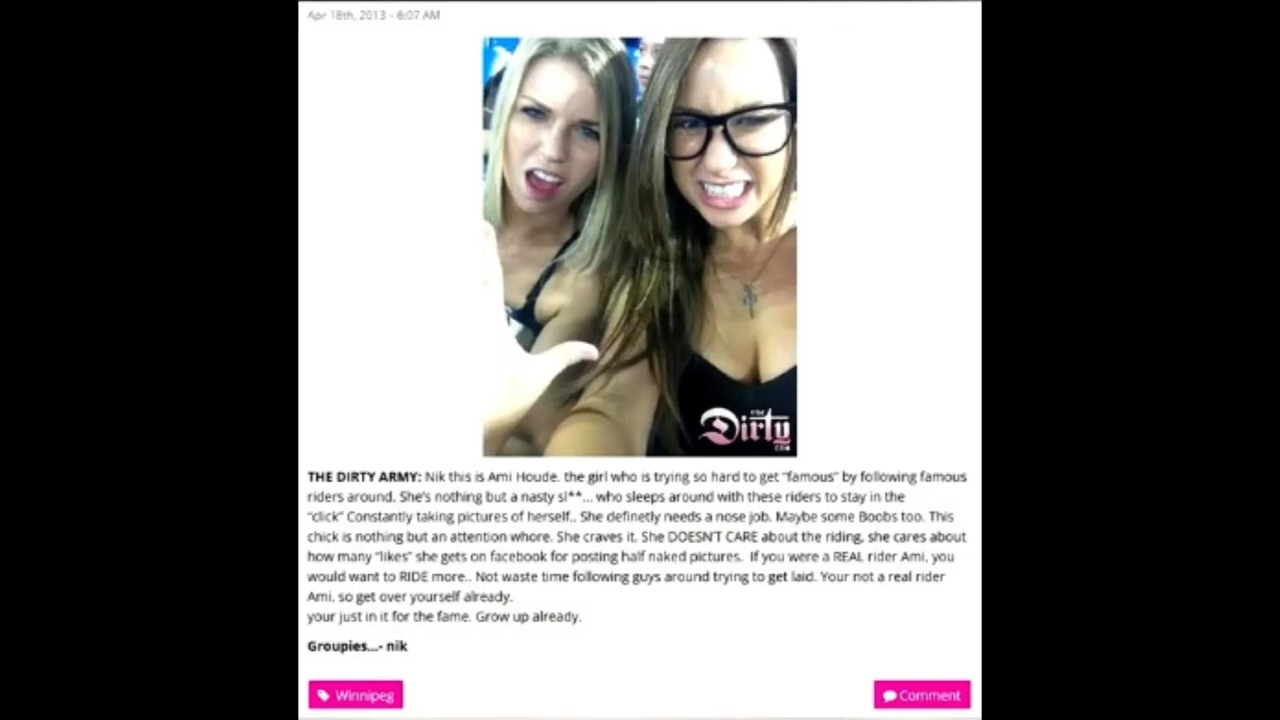 Apr 18th, 2013 - 6:07 AM
the
Dirty
.COM
THE DIRTY ARMY: Nik this is Ami Houde. the girl who is trying so hard to get "famous" by following famous
riders around. She's nothing but a nasty sl**... who sleeps around with these riders to stay in the
"click" Constantly taking pictures of herself.. She definetly needs a nose job. Maybe some Boobs too. This
chick is nothing but an attention whore. She craves it. She DOESN'T CARE about the riding, she cares about
how many "likes" she gets on facebook for posting half naked pictures. If you were a REAL rider Ami, you
would want to RIDE more.. Not waste time following guys around trying to get laid. Your not a real rider
Ami, so get over yourself already.
your just in it for the fame. Grow up already.
Groupies...- nik
Winnipeg
Comment